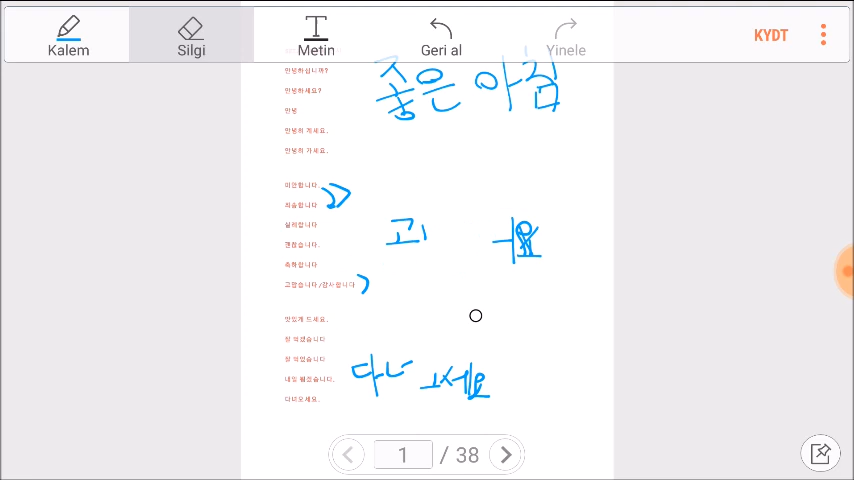 Kalem
Silgi
Metin
Geri al
Yinele
KYDT
안녕하십니까?
안녕하세요?
안녕
안녕히 계세요.
안녕히 가세요.
좋은 아침
미안합니다.
죄송합니다
실례합니다
괜찮습니다.
축하합니다
고맙습니다/감사합니다
맛있게 드세요.
잘 먹겠습니다
잘 먹었습니다
내일 뵙겠습니다.
다녀오세요.
1 / 38